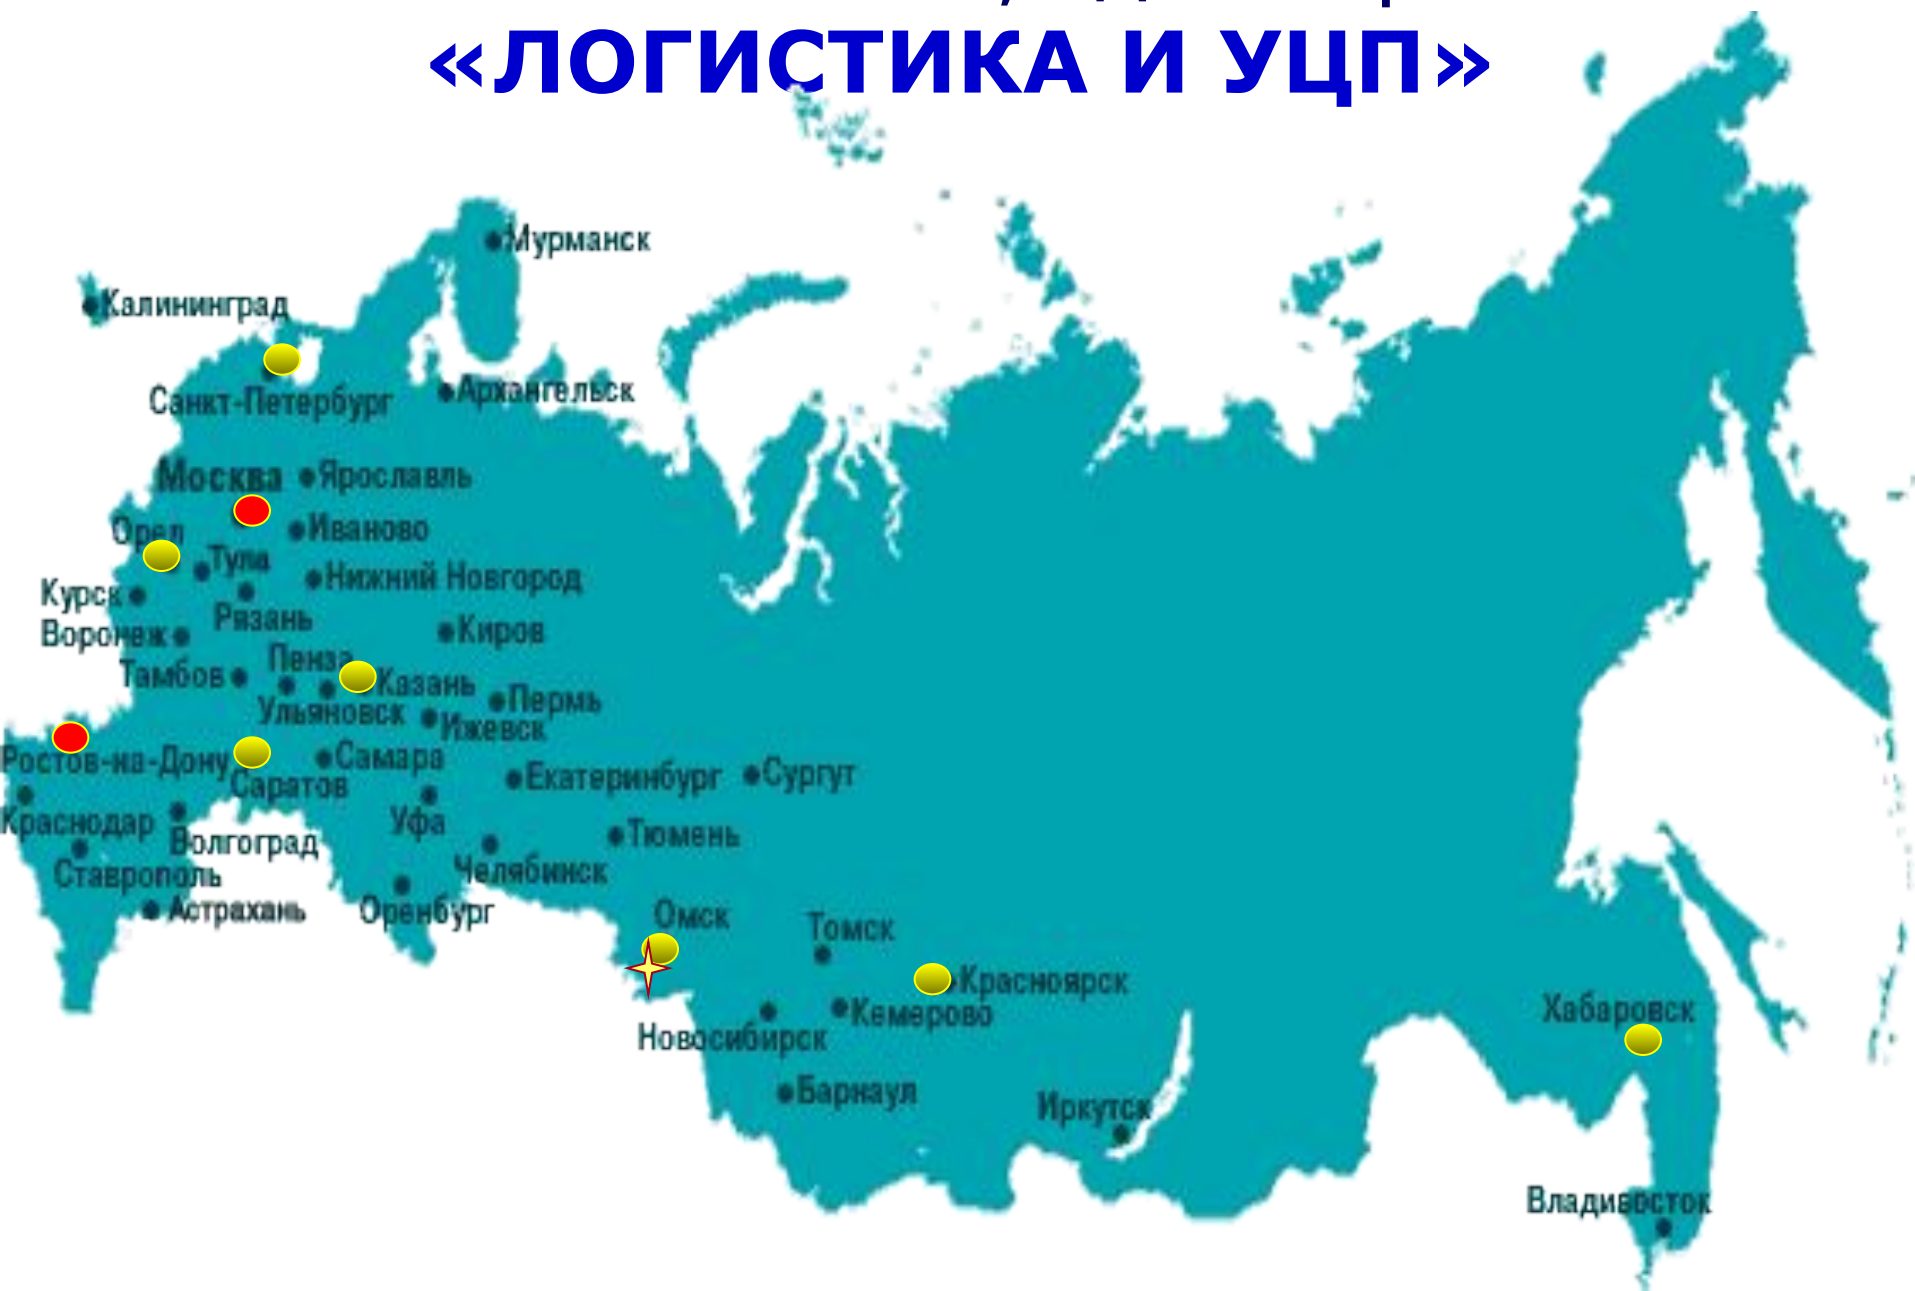 «ЛОГИСТИКА И УЦП»
Мурманск
Калининград
Санкт-Петербург
Архангельск
Москва
Ярославль
Орел
Иваново
Тула
Нижний Новгород
Курск
Рязань
Воронеж
Киров
Пенза
Тамбов
Казань
Пермь
Ульяновск
Ижевск
Ростов-на-Дону
Самара
Саратов
Екатеринбург
Сургут
Краснодар
Уфа
Волгоград
Тюмень
Ставрополь
Челябинск
Астрахань
Оренбург
Омск
Томск
Красноярск
Кемерово
Хабаровск
Новосибирск
Барнаул
Иркутск
Владивосток